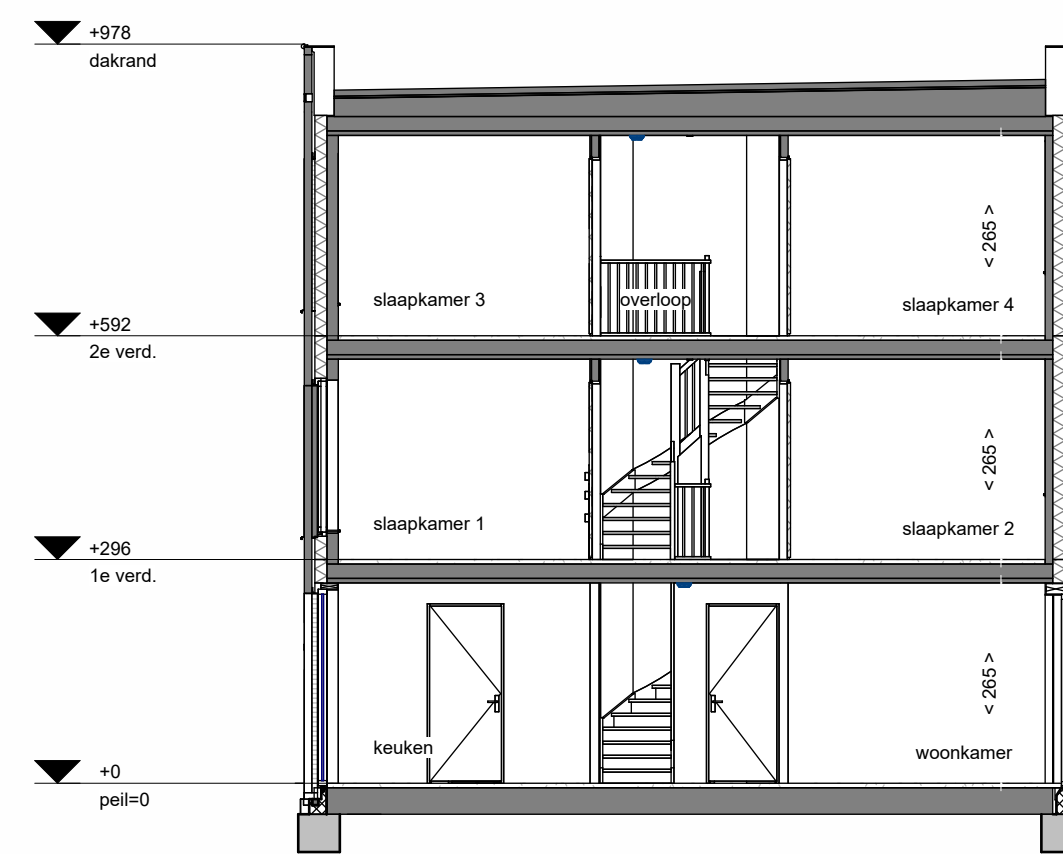 +978
dakrand
< 265 >
slaapkamer 3
overloop
slaapkamer 4
+592
2e verd.
< 265 >
slaapkamer 1
slaapkamer 2
+296
1e verd.
< 265 >
keuken
woonkamer
+0
peil=0